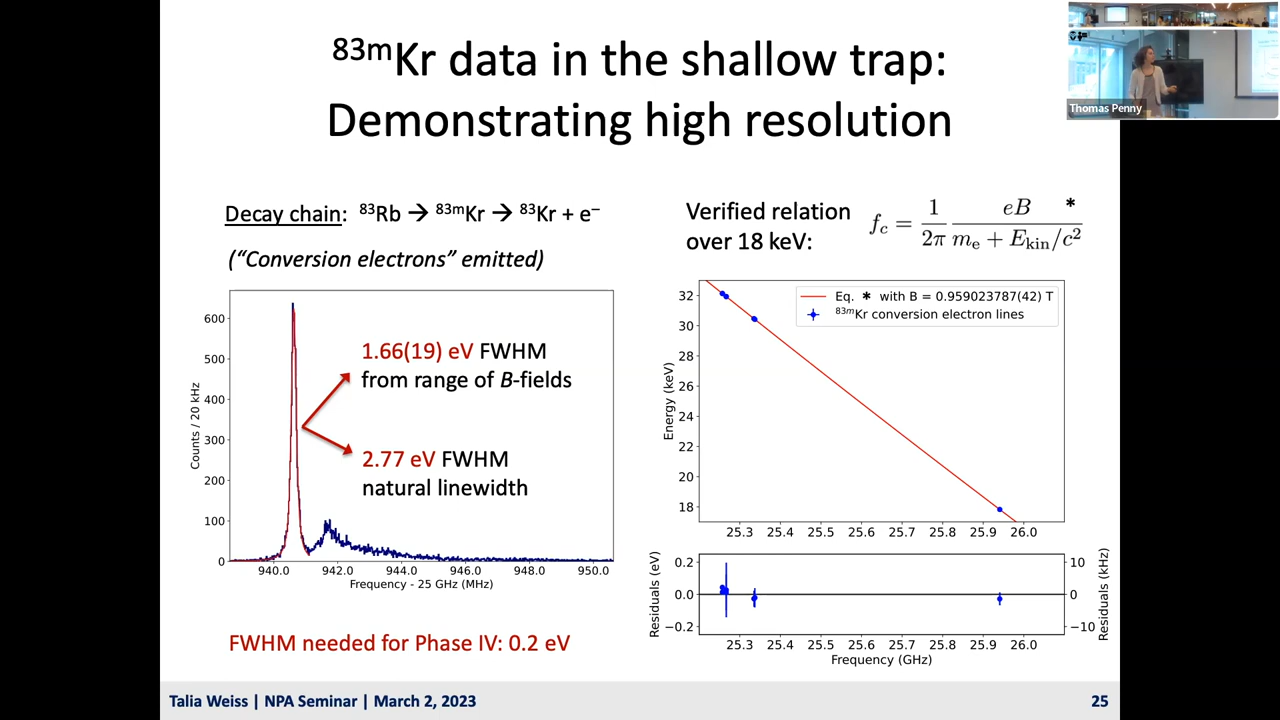 ⁸³ᵐKr data in the shallow trap:
Demonstrating high resolution
Thomas Penny
Decay chain: ⁸³Rb → ⁸³ᵐKr → ⁸³Kr + e⁻
(“Conversion electrons” emitted)
Counts / 20 kHz
600
500
400
300
200
100
0
1.66(19) eV FWHM
from range of B-fields
2.77 eV FWHM
natural linewidth
940.0 942.0 944.0 946.0 948.0 950.0
Frequency - 25 GHz (MHz)
FWHM needed for Phase IV: 0.2 eV
Verified relation
over 18 keV:
f_c = 1/2π eB/(mₑ + E_kin/c²) *
Energy (keV)
32
30
28
26
24
22
20
18
Eq. * with B = 0.959023787(42) T
⁸³ᵐKr conversion electron lines
25.3 25.4 25.5 25.6 25.7 25.8 25.9 26.0
Residuals (eV)
0.2
0.0
−0.2
10
0
−10
Residuals (kHz)
25.3 25.4 25.5 25.6 25.7 25.8 25.9 26.0
Frequency (GHz)
Talia Weiss | NPA Seminar | March 2, 2023
25